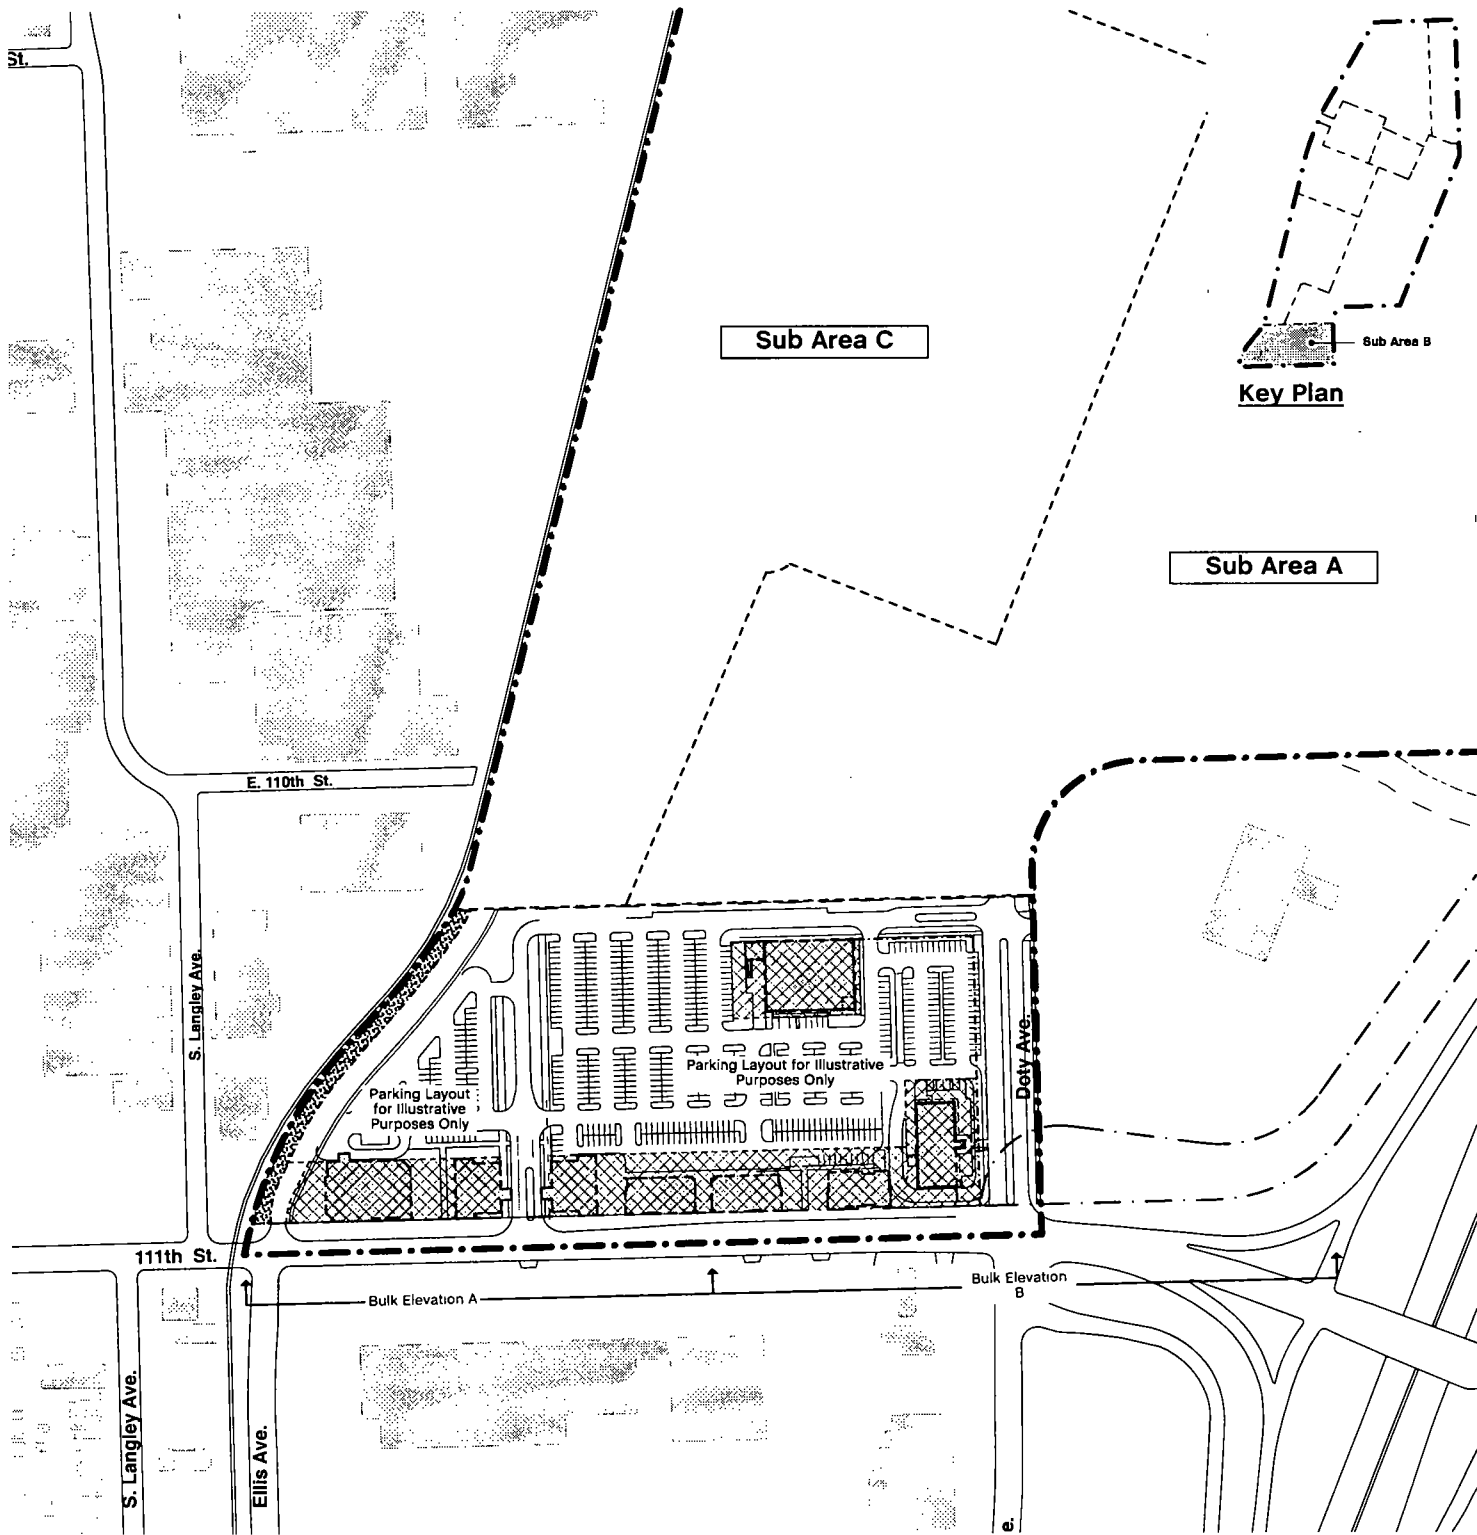 St.
Sub Area C
Sub Area B
Key Plan
Sub Area A
E. 110th St.
S. Langley Ave.
Doty Ave.
Parking Layout for Illustrative
Purposes Only
Parking Layout
for Illustrative
Purposes Only
111th St.
Bulk Elevation A
Bulk Elevation
B
S. Langley Ave.
Ellis Ave.
e.